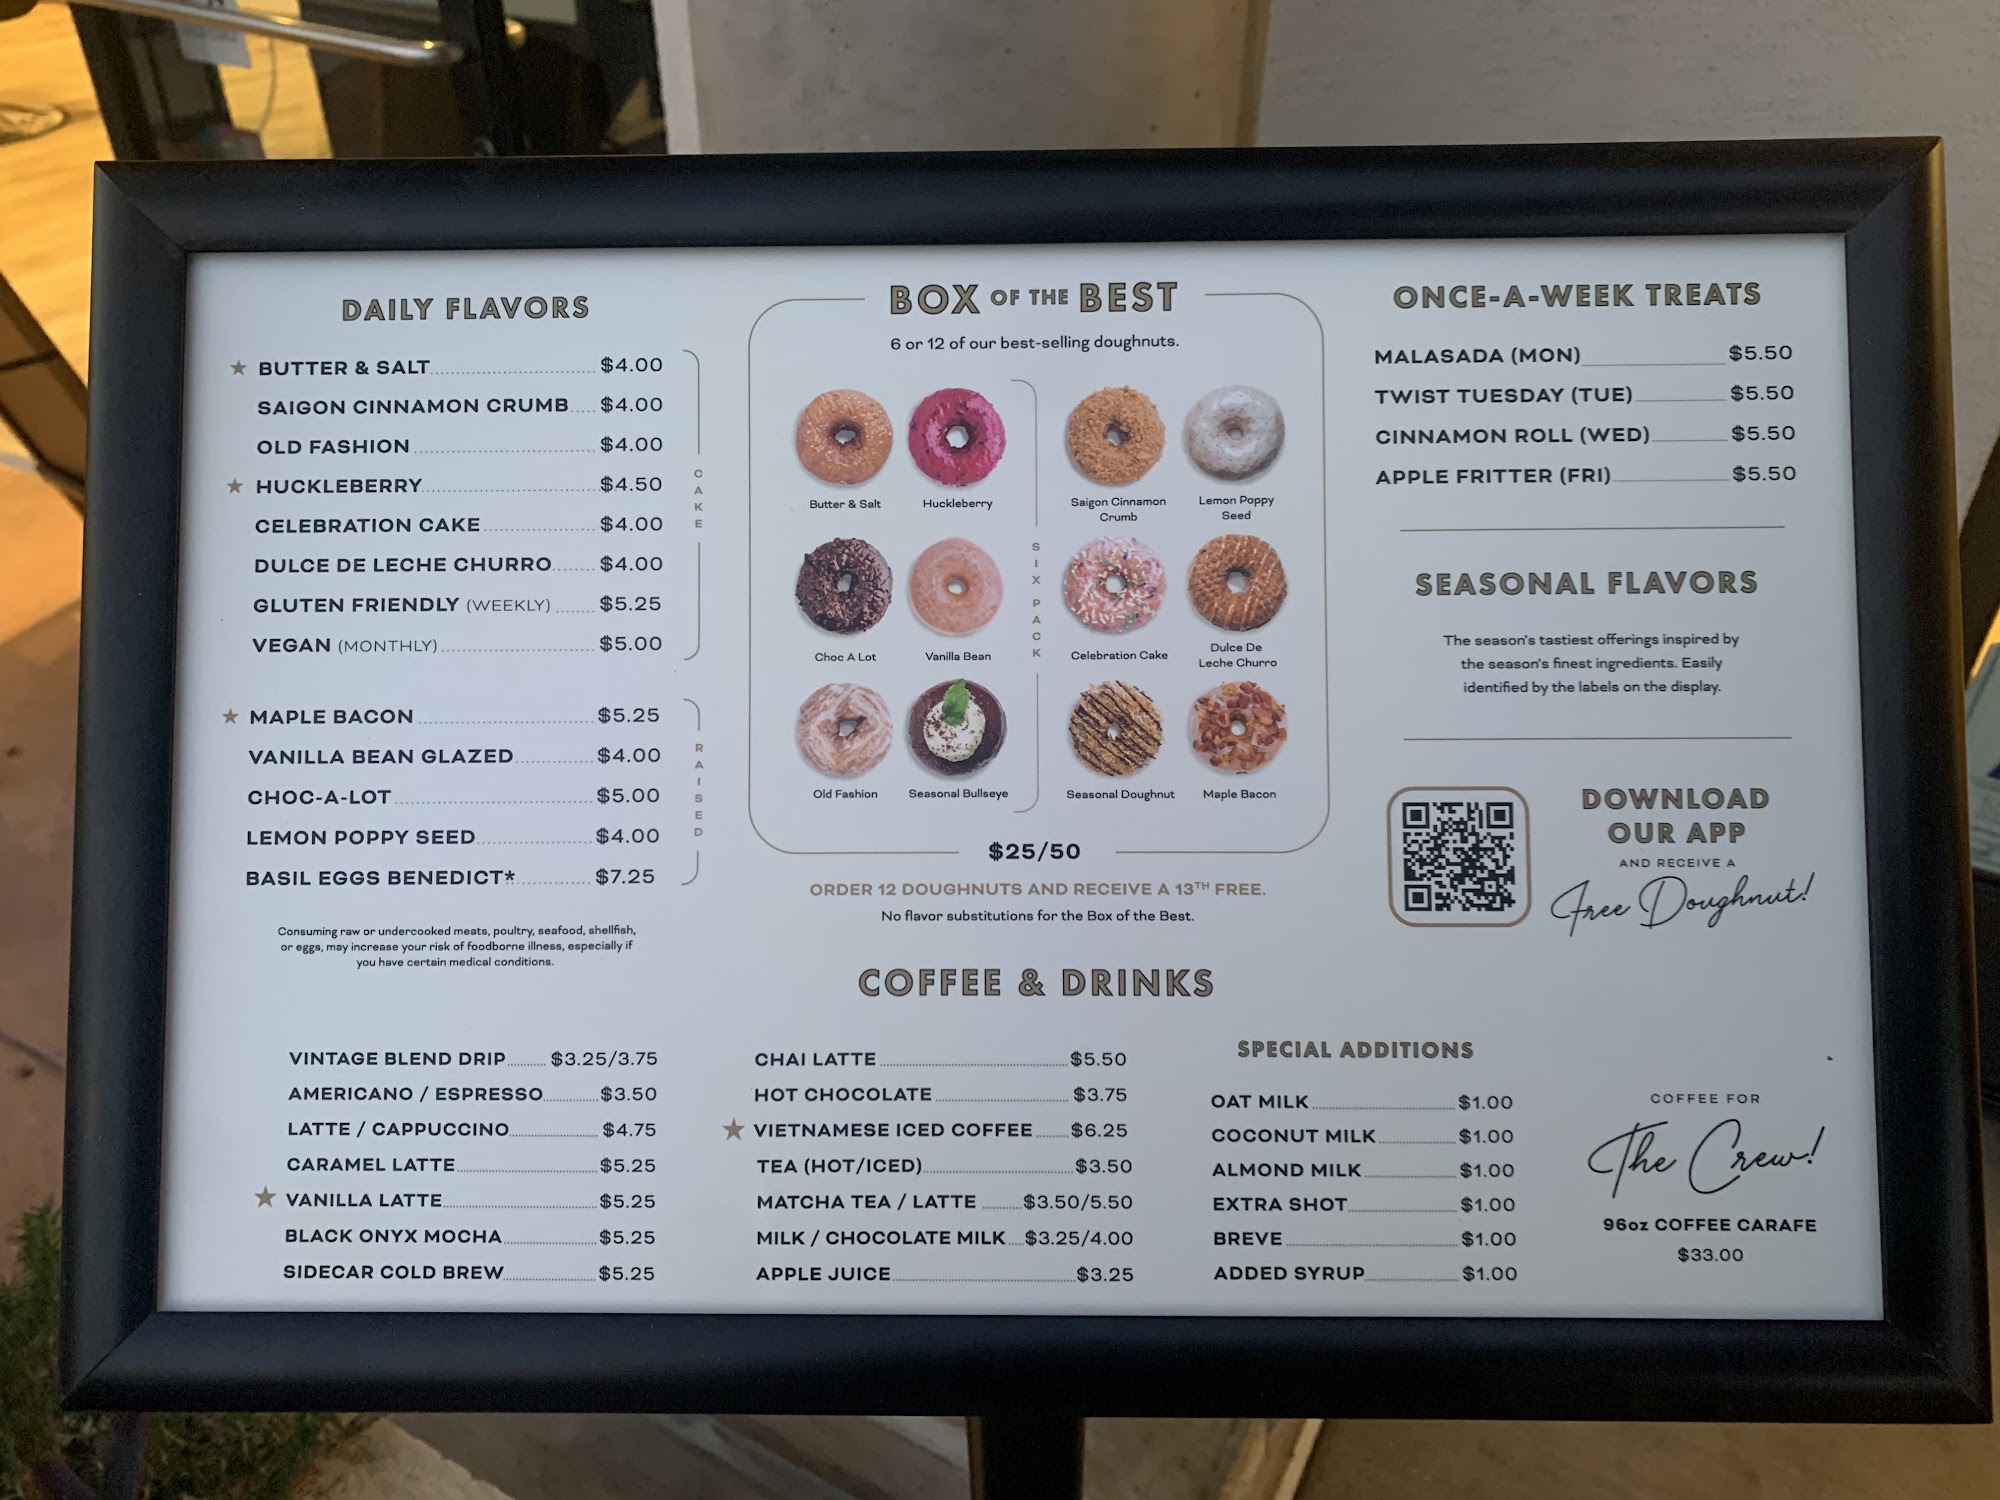 DAILY FLAVORS
BUTTER & SALT $4.00
SAIGON CINNAMON CRUMB $4.00
OLD FASHION $4.00
HUCKLEBERRY $4.50
CELEBRATION CAKE $4.00
DULCE DE LECHE CHURRO $4.00
GLUTEN FRIENDLY (WEEKLY) $5.25
VEGAN (MONTHLY) $5.00
CAKE
MAPLE BACON $5.25
VANILLA BEAN GLAZED $4.00
CHOC-A-LOT $5.00
LEMON POPPY SEED $4.00
BASIL EGGS BENEDICT* $7.25
RAISED
Consuming raw or undercooked meats, poultry, seafood, shellfish,
or eggs, may increase your risk of foodborne illness, especially if
you have certain medical conditions.
BOX OF THE BEST
6 or 12 of our best-selling doughnuts.
Butter & Salt
Huckleberry
Saigon Cinnamon
Crumb
Lemon Poppy
Seed
Choc A Lot
Vanilla Bean
SIX PACK
Celebration Cake
Dulce De
Leche Churro
Old Fashion
Seasonal Bullseye
Seasonal Doughnut
Maple Bacon
$25/50
ORDER 12 DOUGHNUTS AND RECEIVE A 13TH FREE.
No flavor substitutions for the Box of the Best.
ONCE-A-WEEK TREATS
MALASADA (MON) $5.50
TWIST TUESDAY (TUE) $5.50
CINNAMON ROLL (WED) $5.50
APPLE FRITTER (FRI) $5.50
SEASONAL FLAVORS
The season's tastiest offerings inspired by
the season's finest ingredients. Easily
identified by the labels on the display.
DOWNLOAD
OUR APP
AND RECEIVE A
Free Doughnut!
COFFEE & DRINKS
VINTAGE BLEND DRIP $3.25/3.75
AMERICANO / ESPRESSO $3.50
LATTE / CAPPUCCINO $4.75
CARAMEL LATTE $5.25
VANILLA LATTE $5.25
BLACK ONYX MOCHA $5.25
SIDECAR COLD BREW $5.25
CHAI LATTE $5.50
HOT CHOCOLATE $3.75
VIETNAMESE ICED COFFEE $6.25
TEA (HOT/ICED) $3.50
MATCHA TEA / LATTE $3.50/5.50
MILK / CHOCOLATE MILK $3.25/4.00
APPLE JUICE $3.25
SPECIAL ADDITIONS
OAT MILK $1.00
COCONUT MILK $1.00
ALMOND MILK $1.00
EXTRA SHOT $1.00
BREVE $1.00
ADDED SYRUP $1.00
COFFEE FOR
The Crew!
96oz COFFEE CARAFE
$33.00